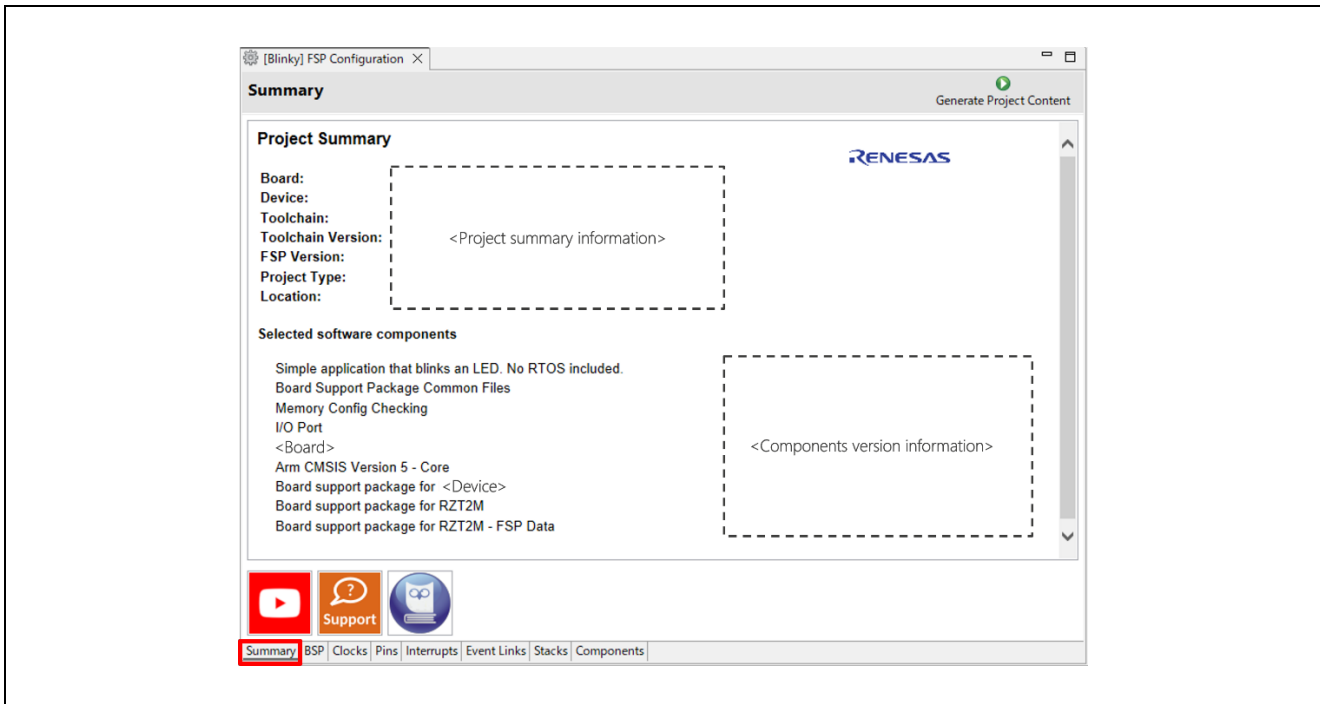 [Blinky] FSP Configuration
Summary
Generate Project Content
Project Summary
RENESAS
Board:
Device:
Toolchain:
Toolchain Version:
<Project summary information>
FSP Version:
Project Type:
Location:
Selected software components
Simple application that blinks an LED. No RTOS included.
Board Support Package Common Files
Memory Config Checking
I/O Port
<Board>
<Components version information>
Arm CMSIS Version 5 - Core
Board support package for <Device>
Board support package for RZT2M
Board support package for RZT2M - FSP Data
?
Support
Summary BSP Clocks Pins Interrupts Event Links Stacks Components